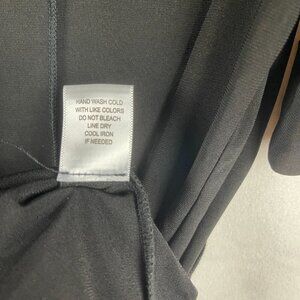 HAND WASH COLD
WITH LIKE COLORS
DO NOT BLEACH
LINE DRY
COOL IRON
IF NEEDED